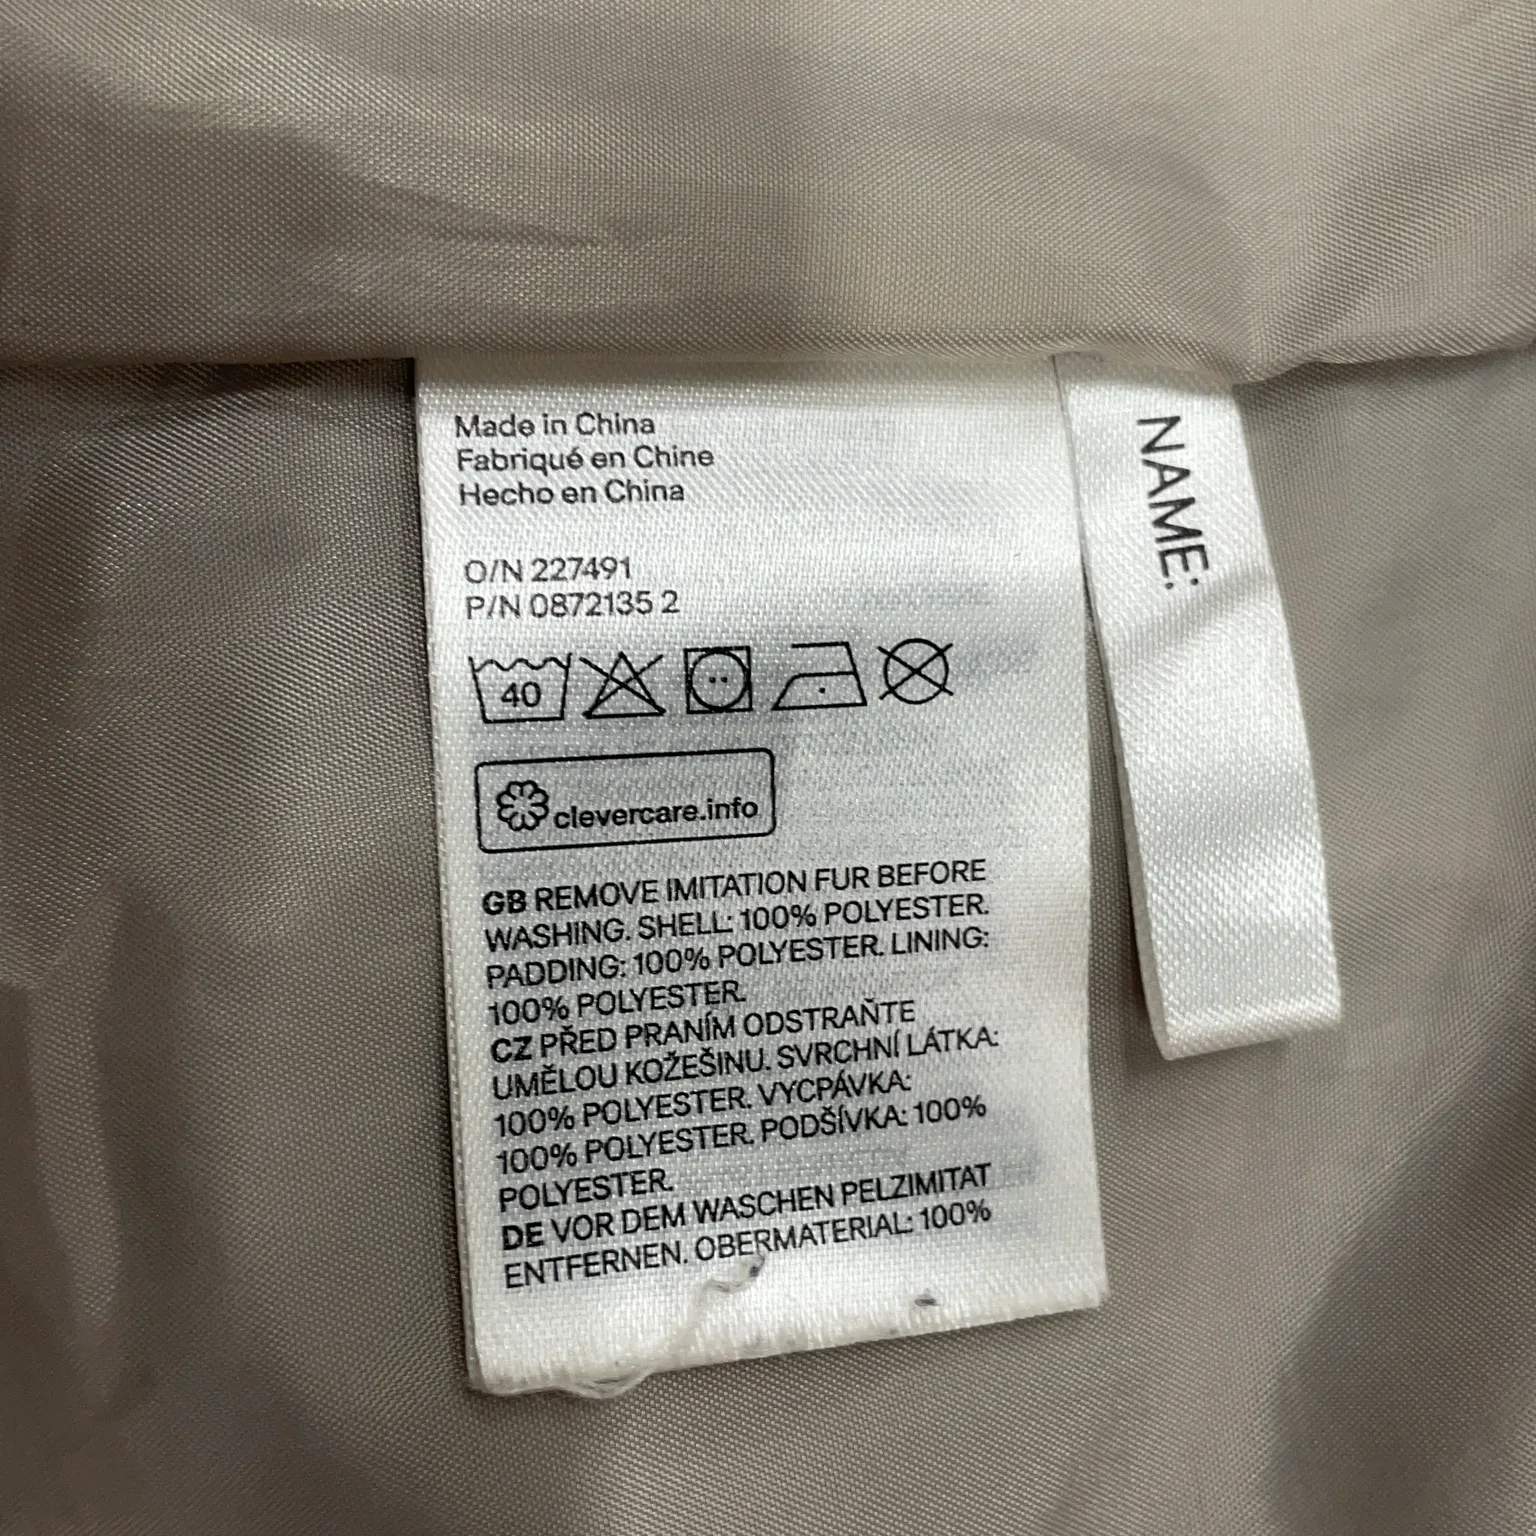 Made in China
Fabriqué en Chine
Hecho en China
O/N 227491
P/N 0872135 2
40
clevercare.info
GB REMOVE IMITATION FUR BEFORE
WASHING. SHELL: 100% POLYESTER.
PADDING: 100% POLYESTER. LINING:
100% POLYESTER.
CZ PŘED PRANÍM ODSTRAŇTE
UMĚLOU KOŽEŠINU. SVRCHNÍ LÁTKA:
100% POLYESTER. VYCPÁVKA:
100% POLYESTER. PODŠÍVKA: 100%
POLYESTER.
DE VOR DEM WASCHEN PELZIMITAT
ENTFERNEN. OBERMATERIAL: 100%
NAME: